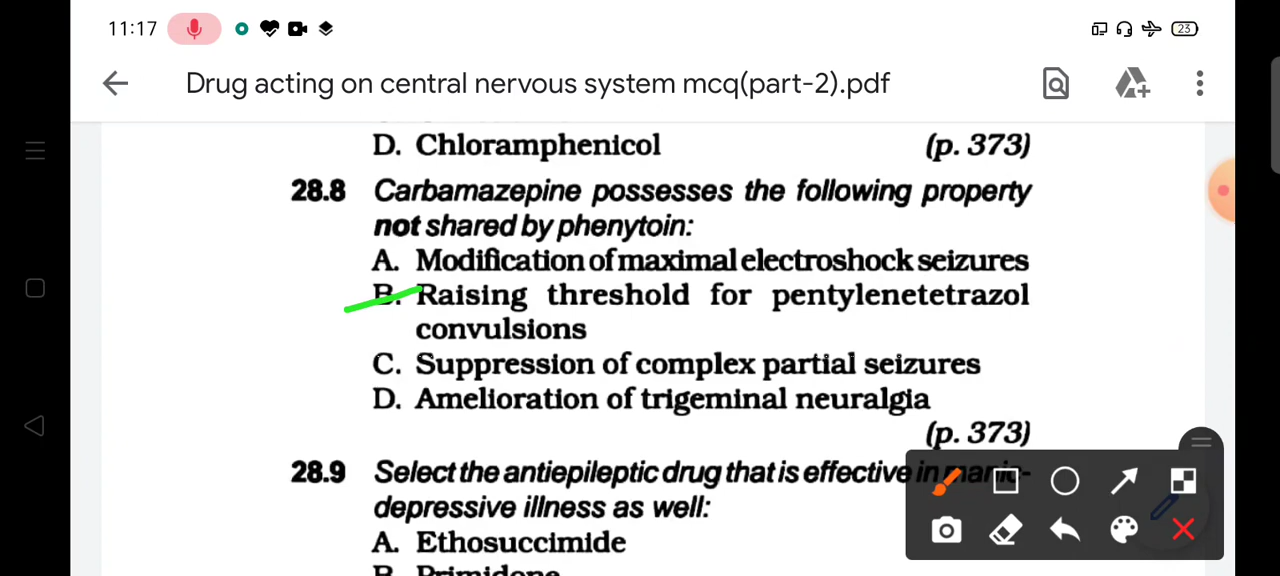 11:17
23
Drug acting on central nervous system mcq(part-2).pdf
D. Chloramphenicol (p. 373)
28.8 Carbamazepine possesses the following property
not shared by phenytoin:
A. Modification of maximal electroshock seizures
B. Raising threshold for pentylenetetrazol
convulsions
C. Suppression of complex partial seizures
D. Amelioration of trigeminal neuralgia
(p. 373)
28.9 Select the antiepileptic drug that is effective in manic-
depressive illness as well:
A. Ethosuccimide
B. Primidone